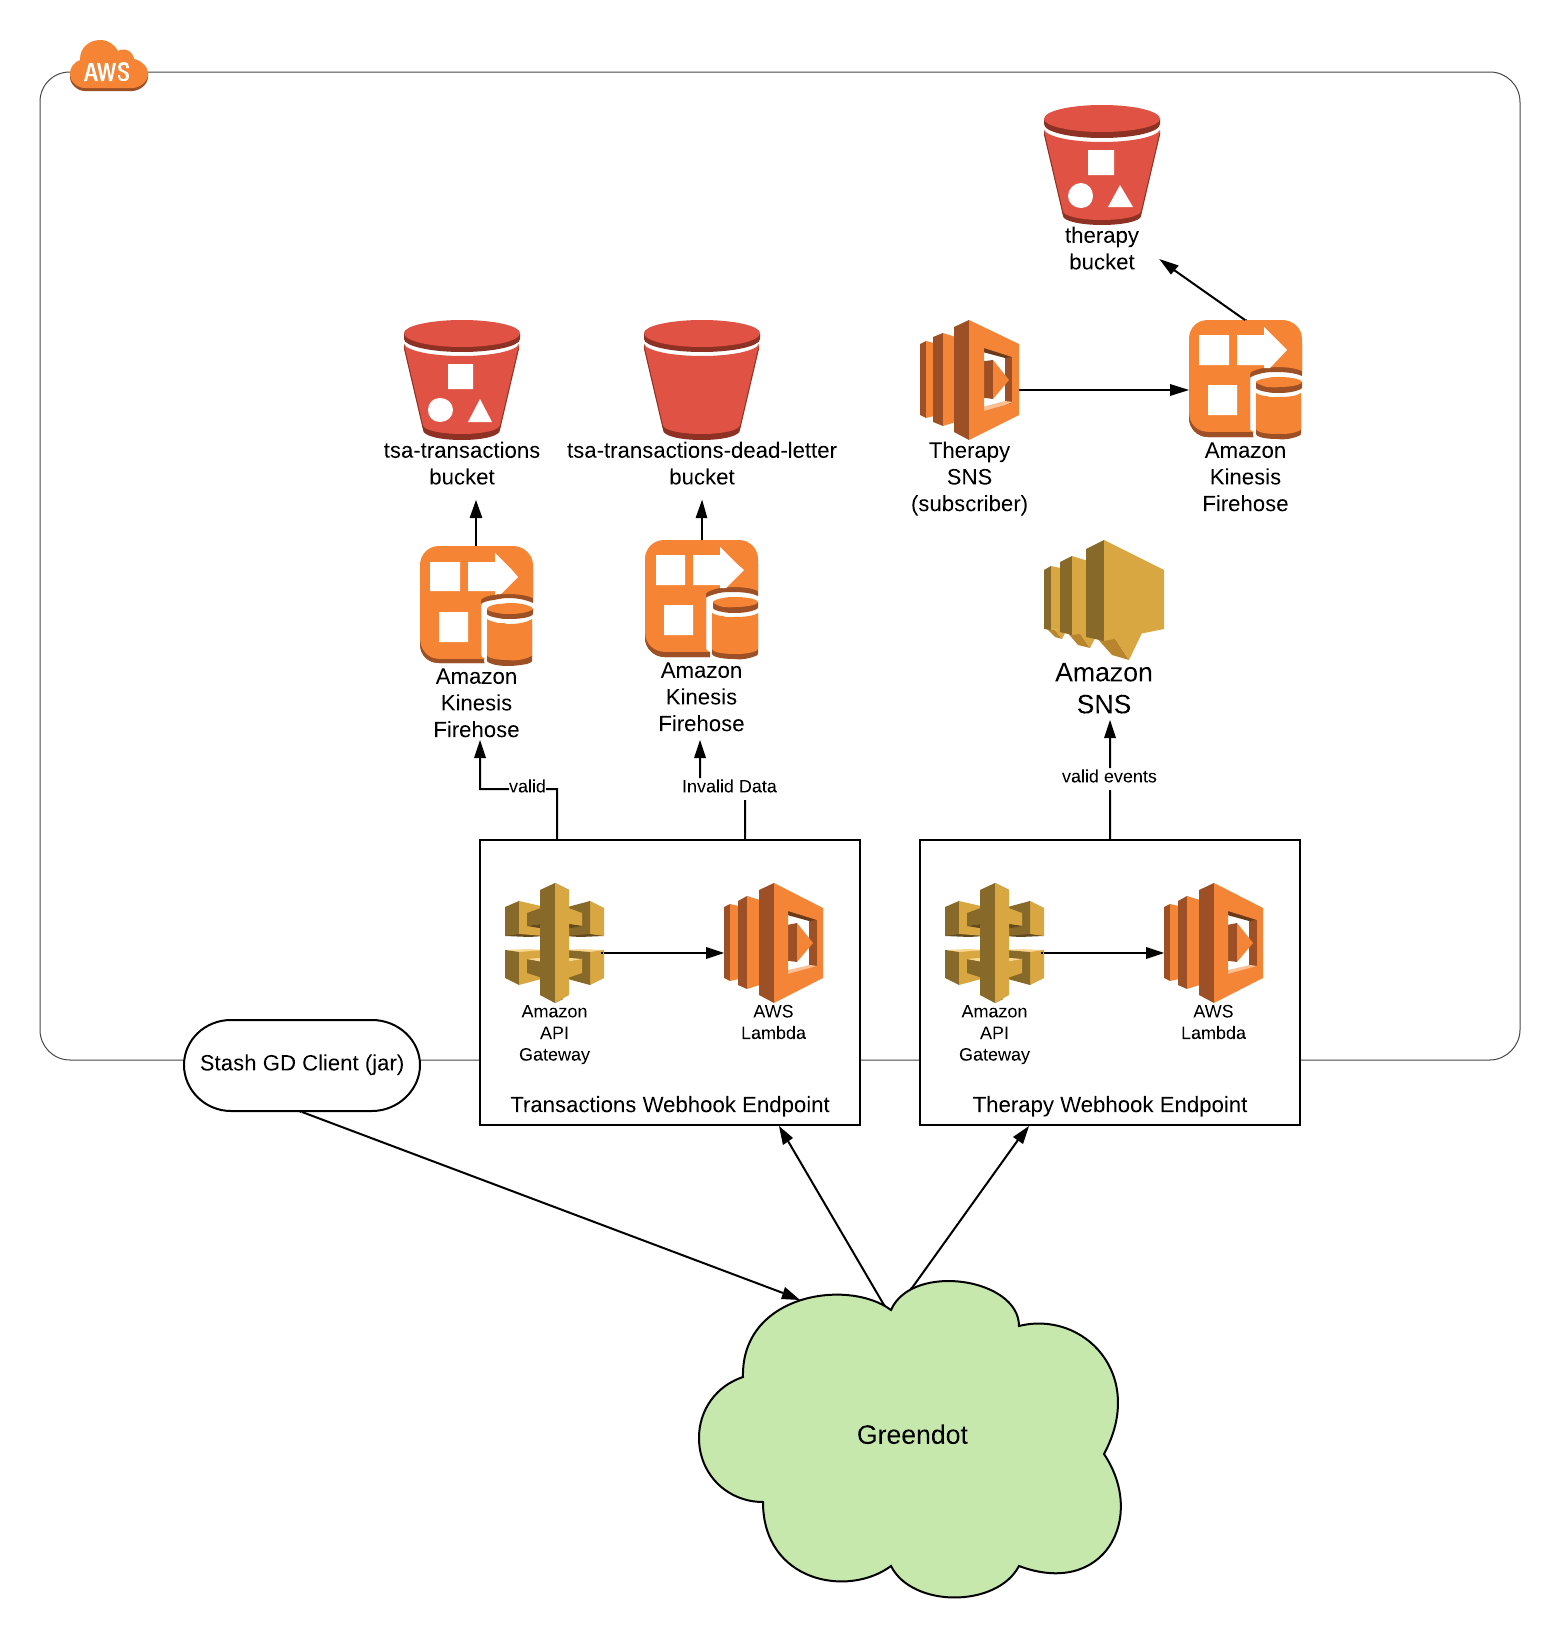 AWS
therapy
bucket
tsa-transactions
bucket
tsa-transactions-dead-letter
bucket
Therapy
SNS
(subscriber)
Amazon
Kinesis
Firehose
Amazon
Kinesis
Firehose
Amazon
Kinesis
Firehose
Amazon
SNS
valid
Invalid Data
valid events
Amazon
API
Gateway
AWS
Lambda
Transactions Webhook Endpoint
Amazon
API
Gateway
AWS
Lambda
Therapy Webhook Endpoint
Stash GD Client (jar)
Greendot